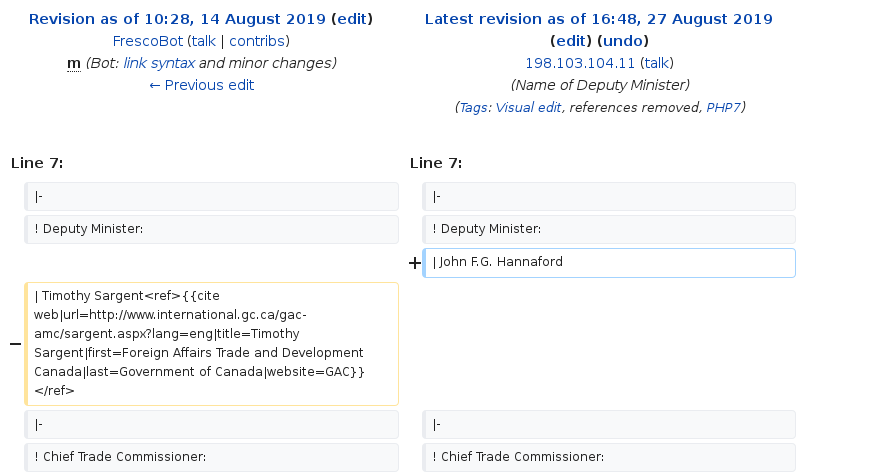 Revision as of 10:28, 14 August 2019 (edit)
FrescoBot (talk | contribs)
m (Bot: link syntax and minor changes)
← Previous edit
Latest revision as of 16:48, 27 August 2019
(edit) (undo)
198.103.104.11 (talk)
(Name of Deputy Minister)
(Tags: Visual edit, references removed, PHP7)
Line 7:
Line 7:
|-
|-
! Deputy Minister:
! Deputy Minister:
+
| John F.G. Hannaford
−
| Timothy Sargent<ref>{{cite
web|url=http://www.international.gc.ca/gac-
amc/sargent.aspx?lang=eng|title=Timothy
Sargent|first=Foreign Affairs Trade and Development
Canada|last=Government of Canada|website=GAC}}
</ref>
|-
|-
! Chief Trade Commissioner:
! Chief Trade Commissioner: